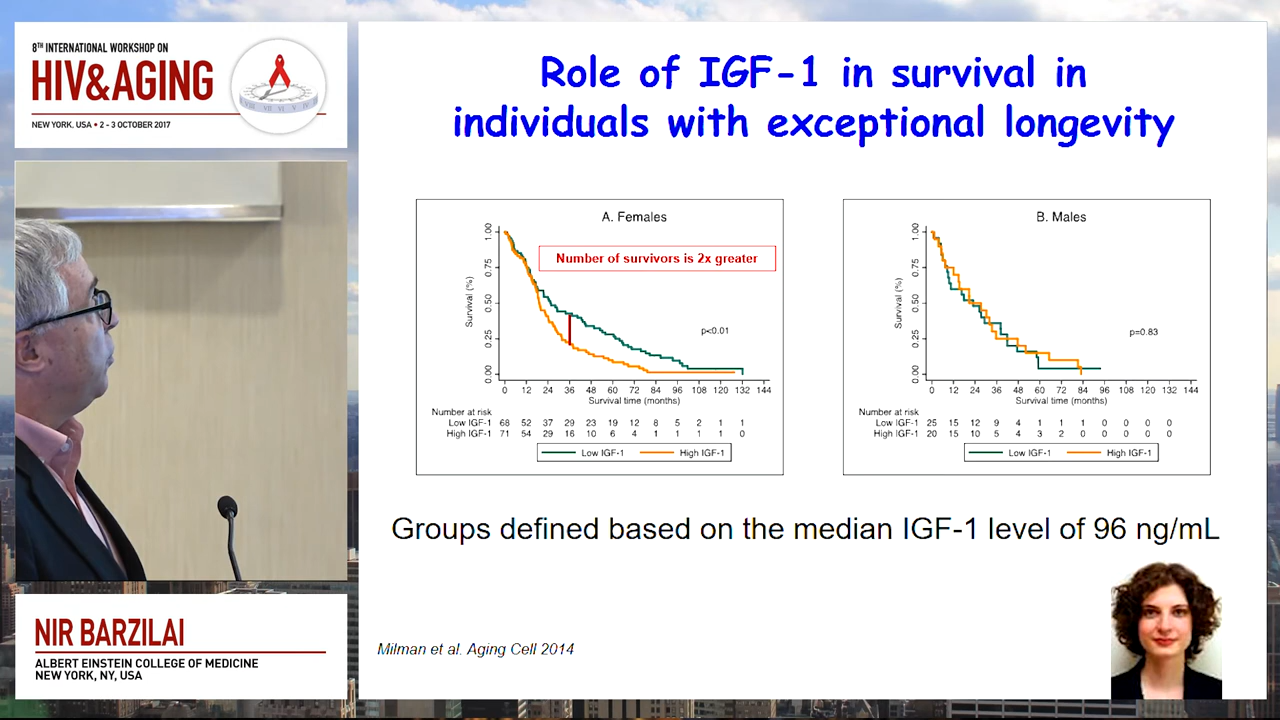 8TH INTERNATIONAL WORKSHOP ON
HIV&AGING
NEW YORK, USA • 2 - 3 OCTOBER 2017
NIR BARZILAI
ALBERT EINSTEIN COLLEGE OF MEDICINE
NEW YORK, NY, USA
Role of IGF-1 in survival in
individuals with exceptional longevity
A. Females
Number of survivors is 2x greater
Survival (%)
1.00
0.75
0.50
0.25
0.00
p<0.01
0 12 24 36 48 60 72 84 96 108 120 132 144
Survival time (months)
Number at risk
Low IGF-1 68 52 37 29 23 19 12 8 5 2 1 1
High IGF-1 71 54 29 16 10 6 4 1 1 1 1 0
Low IGF-1 High IGF-1
B. Males
Survival (%)
1.00
0.75
0.50
0.25
0.00
p=0.83
0 12 24 36 48 60 72 84 96 108 120 132 144
Survival time (months)
Number at risk
Low IGF-1 25 15 12 9 4 1 1 1 0 0 0 0
High IGF-1 20 15 10 5 4 3 2 0 0 0 0 0
Low IGF-1 High IGF-1
Groups defined based on the median IGF-1 level of 96 ng/mL
Milman et al. Aging Cell 2014